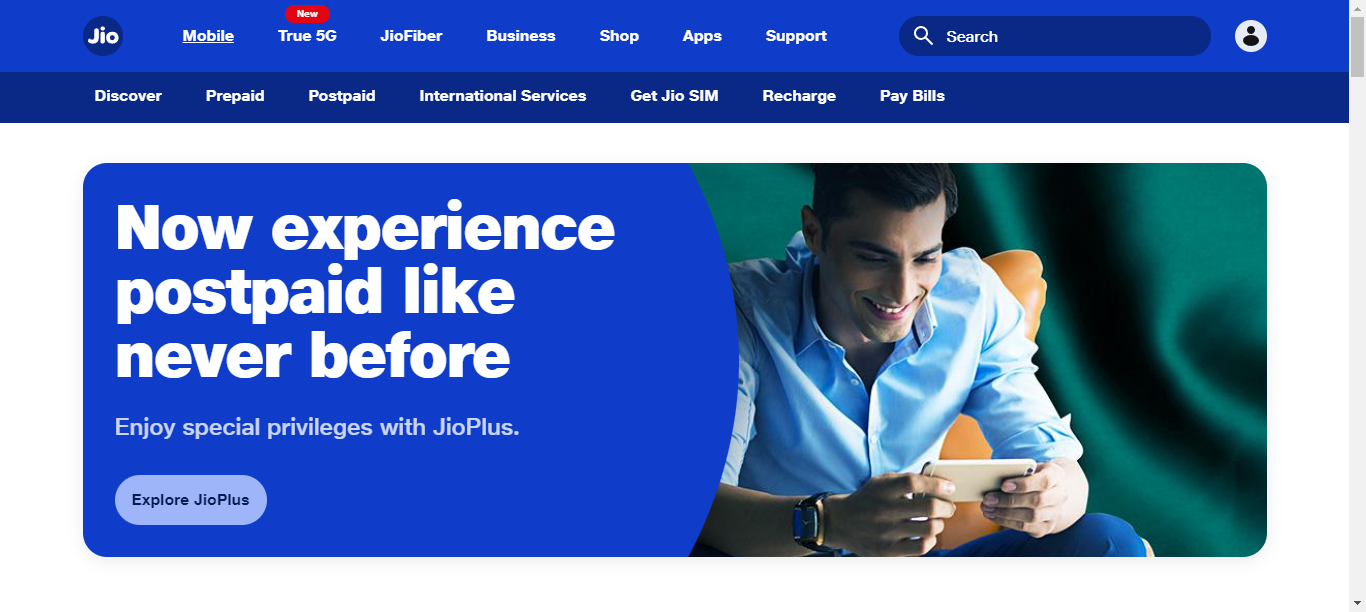 New
Jio
Mobile
True 5G
JioFiber
Business
Shop
Apps
Support
Search
Discover
Prepaid
Postpaid
International Services
Get Jio SIM
Recharge
Pay Bills
Now experience
postpaid like
never before
Enjoy special privileges with JioPlus.
Explore JioPlus